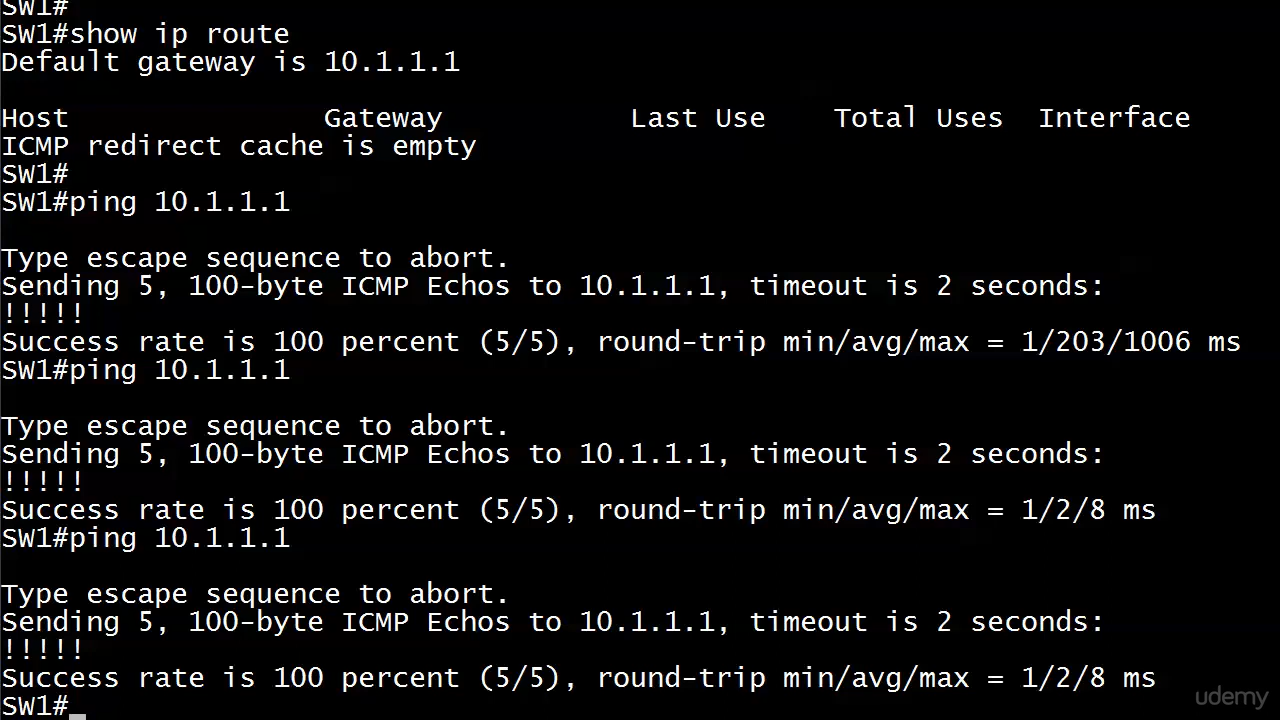 SW1#
SW1#show ip route
Default gateway is 10.1.1.1
Host Gateway Last Use Total Uses Interface
ICMP redirect cache is empty
SW1#
SW1#ping 10.1.1.1
Type escape sequence to abort.
Sending 5, 100-byte ICMP Echos to 10.1.1.1, timeout is 2 seconds:
!!!!!
Success rate is 100 percent (5/5), round-trip min/avg/max = 1/203/1006 ms
SW1#ping 10.1.1.1
Type escape sequence to abort.
Sending 5, 100-byte ICMP Echos to 10.1.1.1, timeout is 2 seconds:
!!!!!
Success rate is 100 percent (5/5), round-trip min/avg/max = 1/2/8 ms
SW1#ping 10.1.1.1
Type escape sequence to abort.
Sending 5, 100-byte ICMP Echos to 10.1.1.1, timeout is 2 seconds:
!!!!!
Success rate is 100 percent (5/5), round-trip min/avg/max = 1/2/8 ms
SW1#
udemy